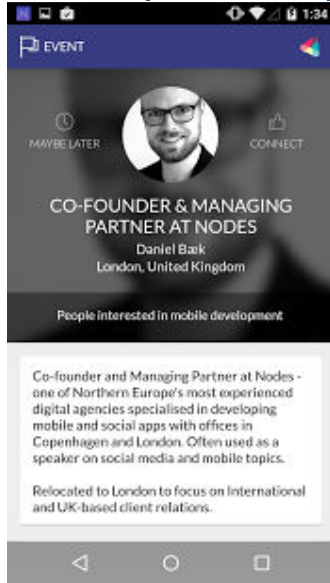 1:34
EVENT
MAYBE LATER
CONNECT
CO-FOUNDER & MANAGING
PARTNER AT NODES
Daniel Bæk
London, United Kingdom
People interested in mobile development
Co-founder and Managing Partner at Nodes -
one of Northern Europe's most experienced
digital agencies specialised in developing
mobile and social apps with offices in
Copenhagen and London. Often used as a
speaker on social media and mobile topics.
Relocated to London to focus on International
and UK-based client relations.